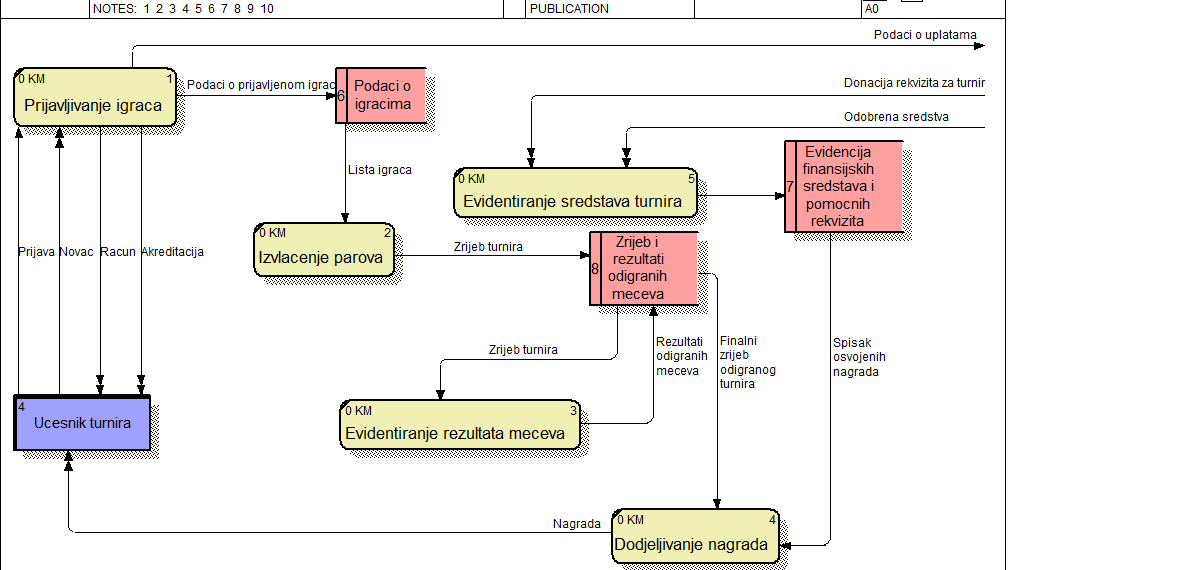 NOTES: 1 2 3 4 5 6 7 8 9 10
PUBLICATION
A0
Podaci o uplatama
0 KM
1
Prijavljivanje igraca
Podaci o prijavljenom igrac
6
Podaci o
igracima
Donacija rekvizita za turnir
Odobrena sredstva
Lista igraca
0 KM
5
Evidentiranje sredstava turnira
7
Evidencija
finansijskih
sredstava i
pomocnih
rekvizita
0 KM
2
Izvlacenje parova
Zrijeb turnira
8
Zrijeb i
rezultati
odigranih
meceva
Prijava
Novac
Racun
Akreditacija
Zrijeb turnira
Rezultati
odigranih
meceva
Finalni
zrijeb
odigranog
turnira
Spisak
osvojenih
nagrada
4
Ucesnik turnira
0 KM
3
Evidentiranje rezultata meceva
Nagrada
0 KM
4
Dodjeljivanje nagrada